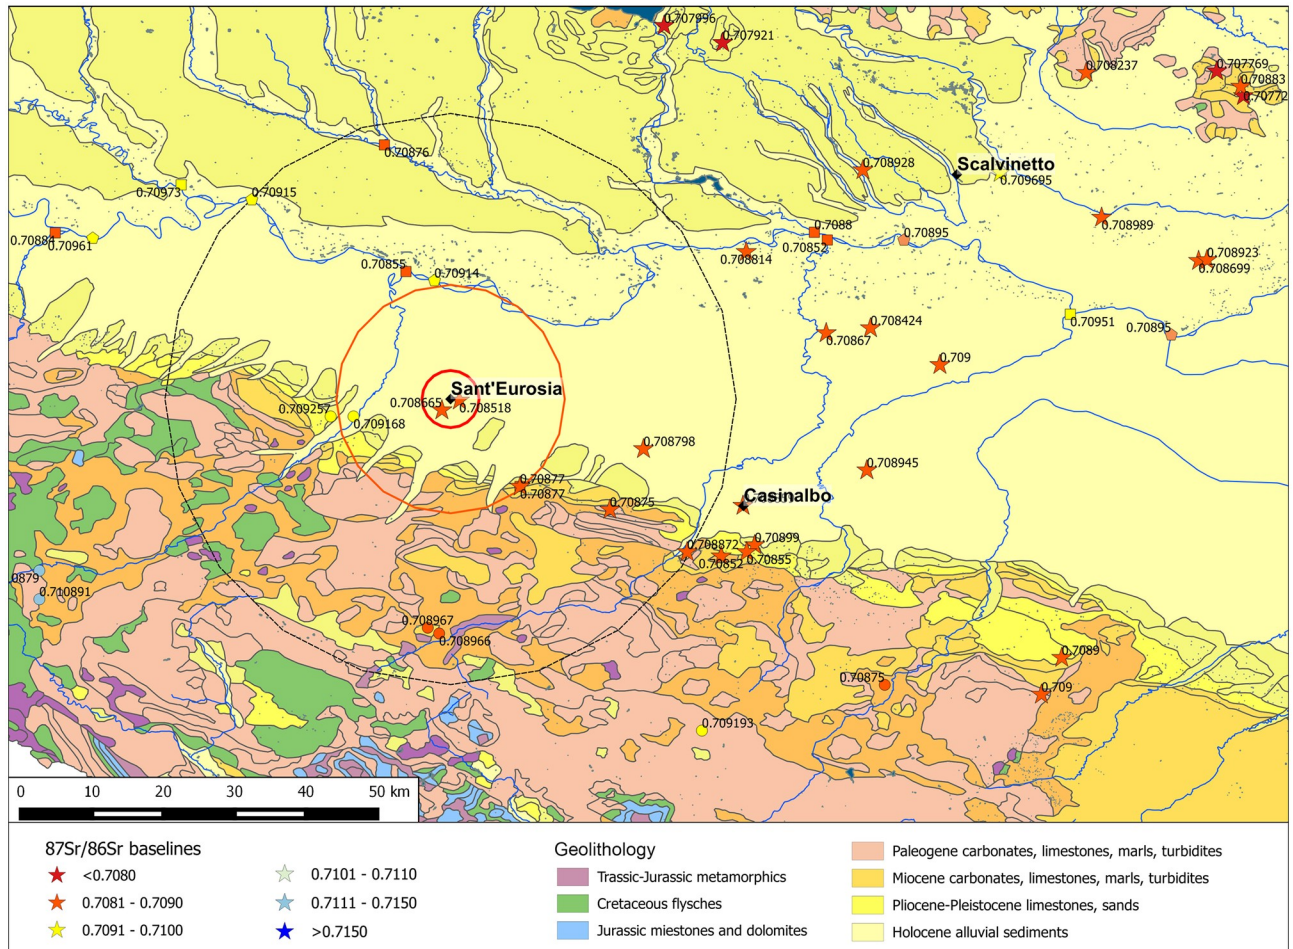 0.707996
0.707921
0.708237
0.707769
0.70883
0.70772
0.70876
0.708928
Scalvinetto
0.709695
0.70973
0.70915
0.70884
0.70961
0.7088
0.70852
0.70895
0.708989
0.708814
0.708923
0.708699
0.70855
0.70914
0.70951
0.70895
0.708424
0.70867
0.709
Sant'Eurosia
0.708665
0.708518
0.709257
0.709168
0.708798
0.708945
0.70877
0.70877
0.70875
Casinalbo
0.70899
0.708872
0.70852
0.70855
0879
0.710891
0.708967
0.708966
0.7089
0.70875
0.709
0.709193
0 10 20 30 40 50 km
87Sr/86Sr baselines
<0.7080
0.7081 - 0.7090
0.7091 - 0.7100
0.7101 - 0.7110
0.7111 - 0.7150
>0.7150
Geolithology
Trassic-Jurassic metamorphics
Cretaceous flysches
Jurassic miestones and dolomites
Paleogene carbonates, limestones, marls, turbidites
Miocene carbonates, limestones, marls, turbidites
Pliocene-Pleistocene limestones, sands
Holocene alluvial sediments